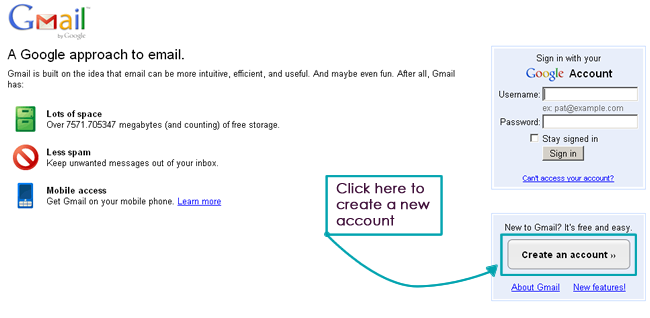 Gmail
by Google
A Google approach to email.
Gmail is built on the idea that email can be more intuitive, efficient, and useful. And maybe even fun. After all, Gmail
has:
Lots of space
Over 7571.705347 megabytes (and counting) of free storage.
Less spam
Keep unwanted messages out of your inbox.
Mobile access
Get Gmail on your mobile phone. Learn more
Click here to
create a new
account
Sign in with your
Google Account
Username:
ex: pat@example.com
Password:
Stay signed in
Sign in
Can't access your account?
New to Gmail? It's free and easy.
Create an account ››
About Gmail New features!